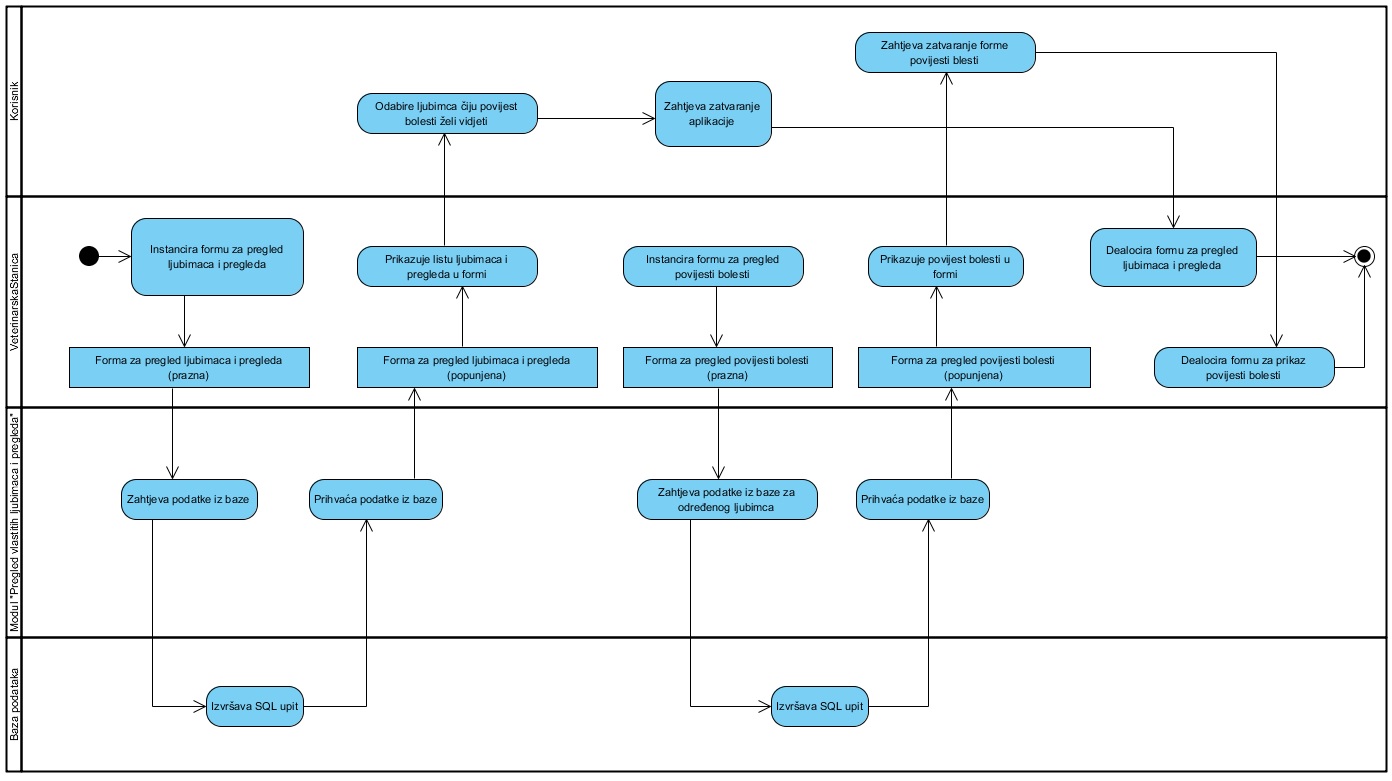 Korisnik
Zahtjeva zatvaranje forme
povijesti blesti
Odabire ljubimca čiju povijest
bolesti želi vidjeti
Zahtjeva zatvaranje
aplikacije
VeterinarskaStanica
Instancira formu za pregled
ljubimaca i pregleda
Prikazuje listu ljubimaca i
pregleda u formi
Instancira formu za pregled
povijesti bolesti
Prikazuje povijest bolesti u
formi
Dealocira formu za pregled
ljubimaca i pregleda
Forma za pregled ljubimaca i pregleda
(prazna)
Forma za pregled ljubimaca i pregleda
(popunjena)
Forma za pregled povijesti bolesti
(prazna)
Forma za pregled povijesti bolesti
(popunjena)
Dealocira formu za prikaz
povijesti bolesti
Modul "Pregled vlastitih ljubimaca i pregleda"
Zahtjeva podatke iz baze
Prihvaća podatke iz baze
Zahtjeva podatke iz baze za
određenog ljubimca
Prihvaća podatke iz baze
Baza podataka
Izvršava SQL upit
Izvršava SQL upit